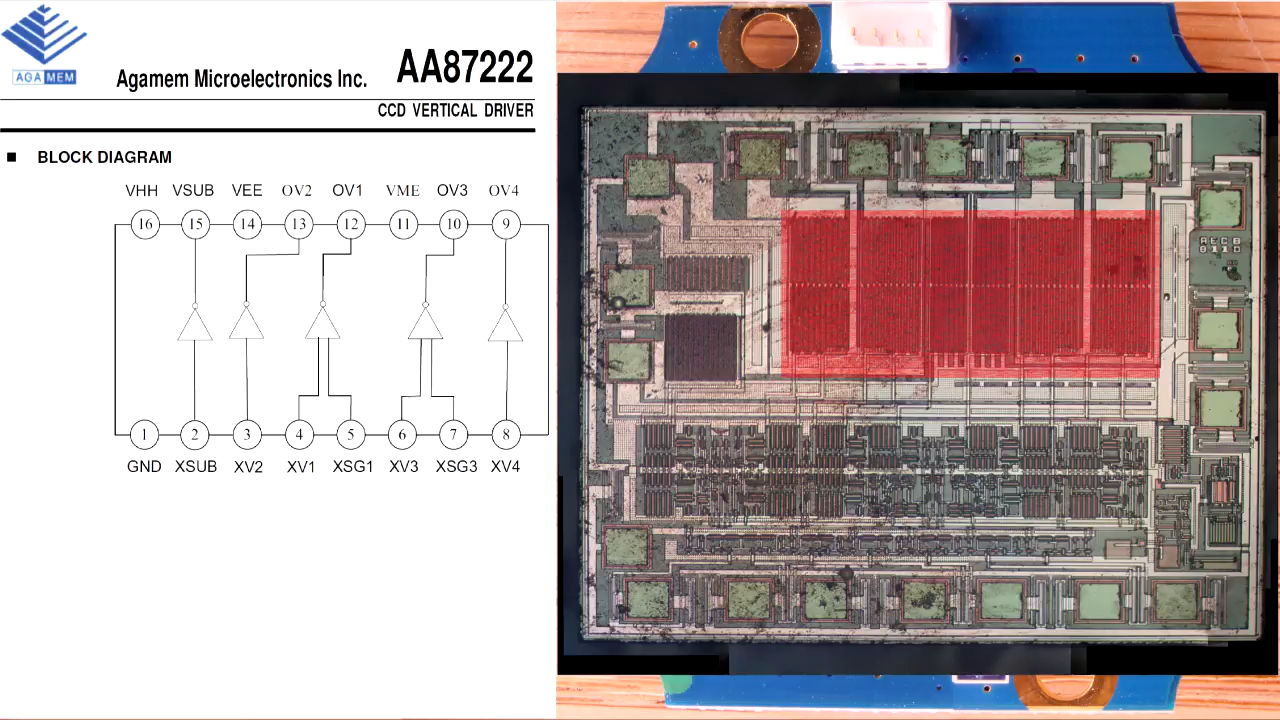 AGAMEM
Agamem Microelectronics Inc.
AA87222
CCD VERTICAL DRIVER
■ BLOCK DIAGRAM
VHH VSUB VEE OV2 OV1 VME OV3 OV4
16 15 14 13 12 11 10 9
1 2 3 4 5 6 7 8
GND XSUB XV2 XV1 XSG1 XV3 XSG3 XV4